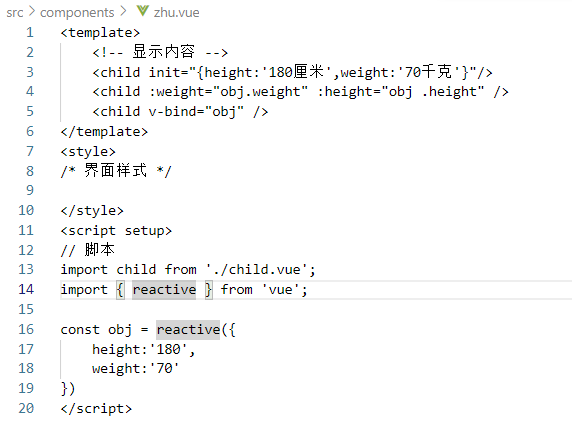 src > components > zhu.vue
1 <template>
2     <!-- 显示内容 -->
3     <child init="{height:'180厘米',weight:'70千克'}"/>
4     <child :weight="obj.weight" :height="obj .height" />
5     <child v-bind="obj" />
6 </template>
7 <style>
8 /* 界面样式 */
9
10 </style>
11 <script setup>
12 // 脚本
13 import child from './child.vue';
14 import { reactive } from 'vue';
15
16 const obj = reactive({
17     height:'180',
18     weight:'70'
19 })
20 </script>